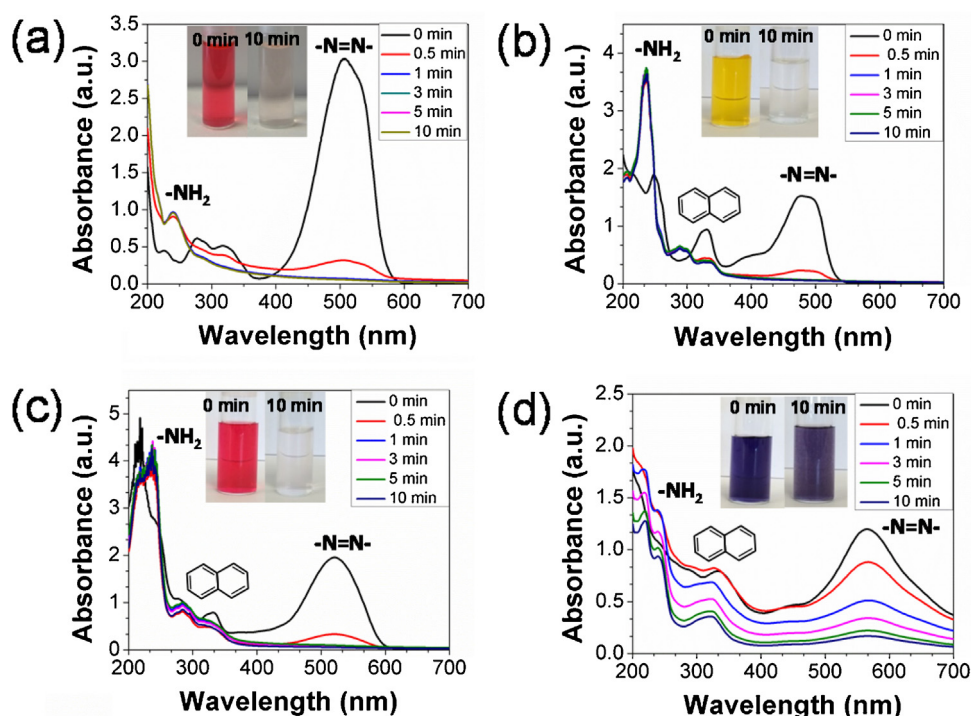 (a)
3.5
3.0
2.5
2.0
1.5
1.0
0.5
0.0
200 300 400 500 600 700
Absorbance (a.u.)
Wavelength (nm)
0 min 10 min
-N=N-
-NH2
0 min
0.5 min
1 min
3 min
5 min
10 min
(b)
4
3
2
1
0
200 300 400 500 600 700
Absorbance (a.u.)
Wavelength (nm)
-NH2
0 min 10 min
-N=N-
0 min
0.5 min
1 min
3 min
5 min
10 min
(c)
5
4
3
2
1
0
200 300 400 500 600 700
Absorbance (a.u.)
Wavelength (nm)
-NH2
0 min 10 min
-N=N-
0 min
0.5 min
1 min
3 min
5 min
10 min
(d)
2.5
2.0
1.5
1.0
0.5
0.0
200 300 400 500 600 700
Absorbance (a.u.)
Wavelength (nm)
-NH2
0 min 10 min
-N=N-
0 min
0.5 min
1 min
3 min
5 min
10 min